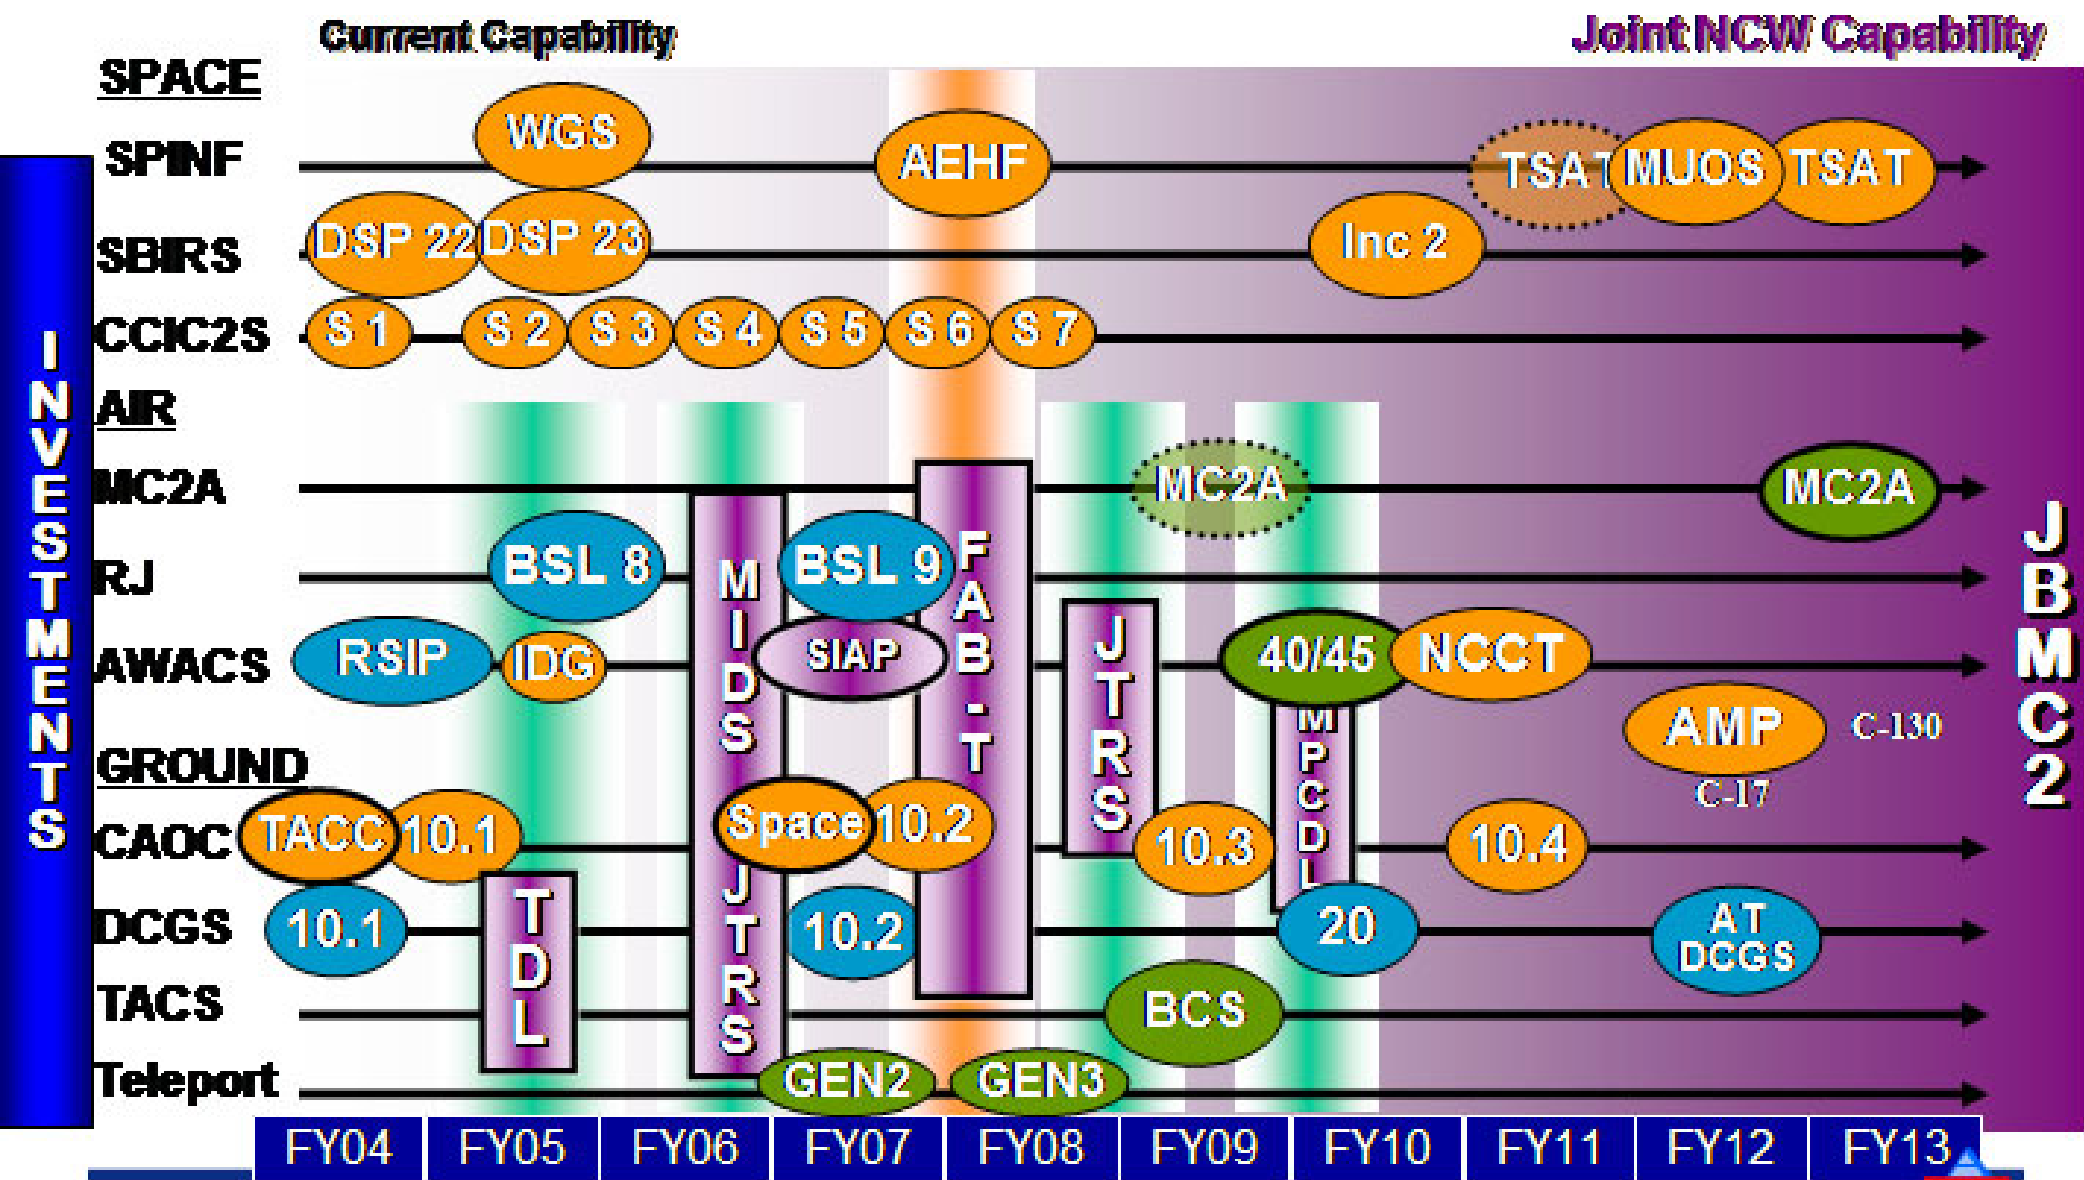 Current Capability
Joint NCW Capability
SPACE
SPINF
WGS
AEHF
TSAT
MUOS
TSAT
SBIRS
DSP 22
DSP 23
Inc 2
CCIC2S
S 1
S 2
S 3
S 4
S 5
S 6
S 7
AIR
MC2A
MC2A
MC2A
RJ
BSL 8
BSL 9
AWACS
RSIP
IDG
SIAP
40/45
NCCT
AMP
C-130
C-17
GROUND
CAOC
TACC
10.1
Space
10.2
10.3
10.4
DCGS
10.1
10.2
20
AT
DCGS
TACS
BCS
Teleport
GEN2
GEN3
INVESTMENTS
TDL
MIDS JTRS
FAB-T
JTRS
MPCDL
JBMC2
FY04
FY05
FY06
FY07
FY08
FY09
FY10
FY11
FY12
FY13